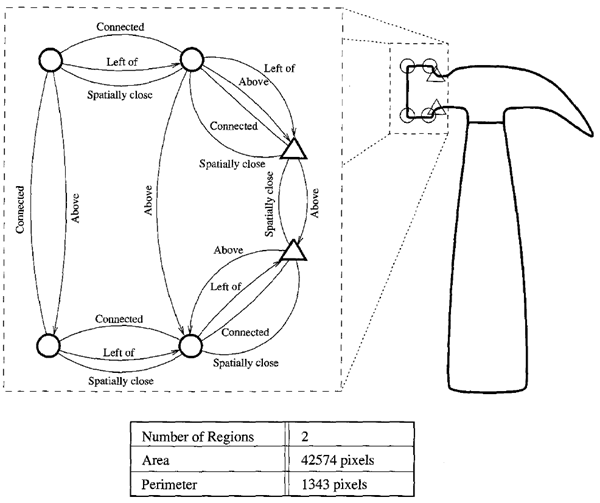 Connected
Left of
Spatially close
Left of
Above
Connected
Spatially close
Connected
Above
Above
Spatially close
Above
Above
Left of
Connected
Spatially close
Connected
Left of
Spatially close
Number of Regions 2
Area 42574 pixels
Perimeter 1343 pixels